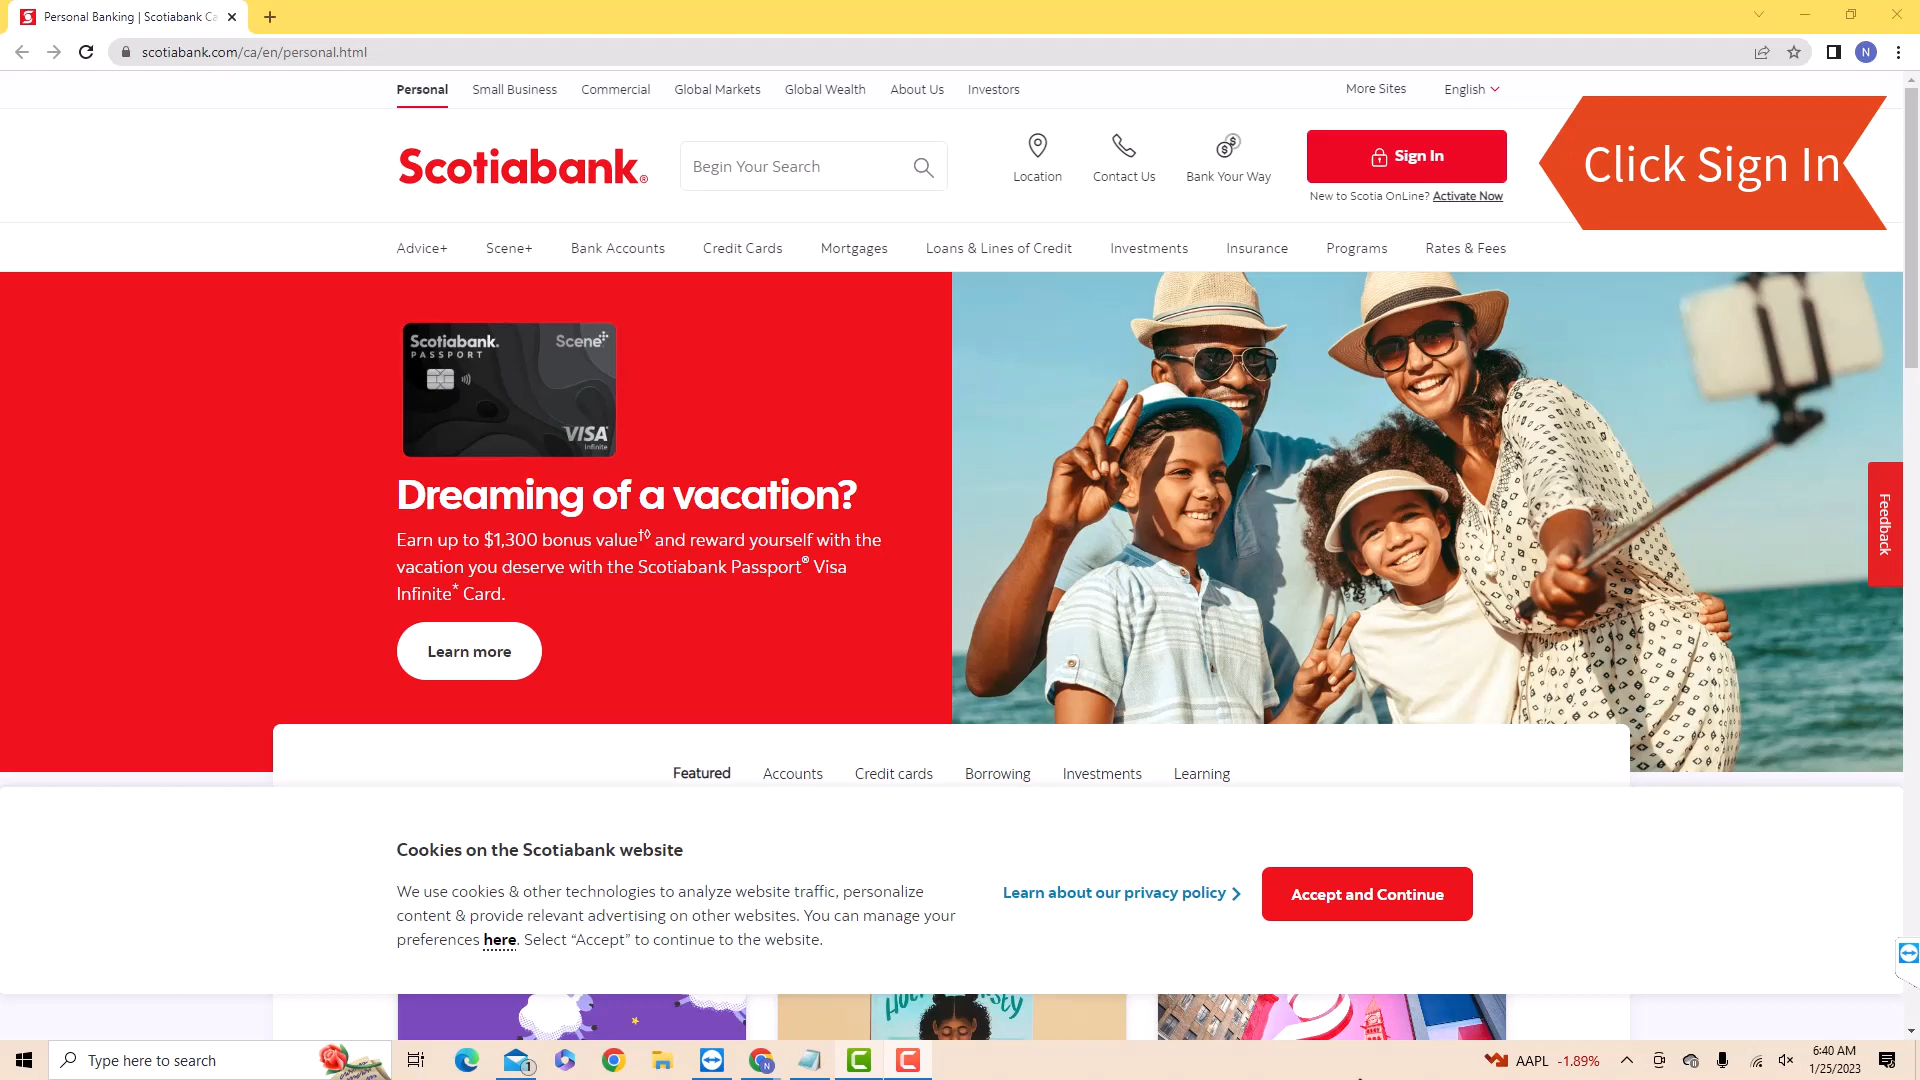 Personal Banking | Scotiabank Ca
scotiabank.com/ca/en/personal.html
N
Personal Small Business Commercial Global Markets Global Wealth About Us Investors More Sites English
Scotiabank®
Begin Your Search
Location Contact Us Bank Your Way
Sign In
New to Scotia OnLine? Activate Now
Click Sign In
Advice+ Scene+ Bank Accounts Credit Cards Mortgages Loans & Lines of Credit Investments Insurance Programs Rates & Fees
Scotiabank. Scene+
PASSPORT
VISA
Infinite
Dreaming of a vacation?
Earn up to $1,300 bonus value†◊ and reward yourself with the
vacation you deserve with the Scotiabank Passport® Visa
Infinite* Card.
Learn more
Feedback
Featured Accounts Credit cards Borrowing Investments Learning
Cookies on the Scotiabank website
We use cookies & other technologies to analyze website traffic, personalize
content & provide relevant advertising on other websites. You can manage your
preferences here. Select “Accept” to continue to the website.
Learn about our privacy policy
Accept and Continue
Type here to search
1
N
AAPL -1.89%
6:40 AM
1/25/2023